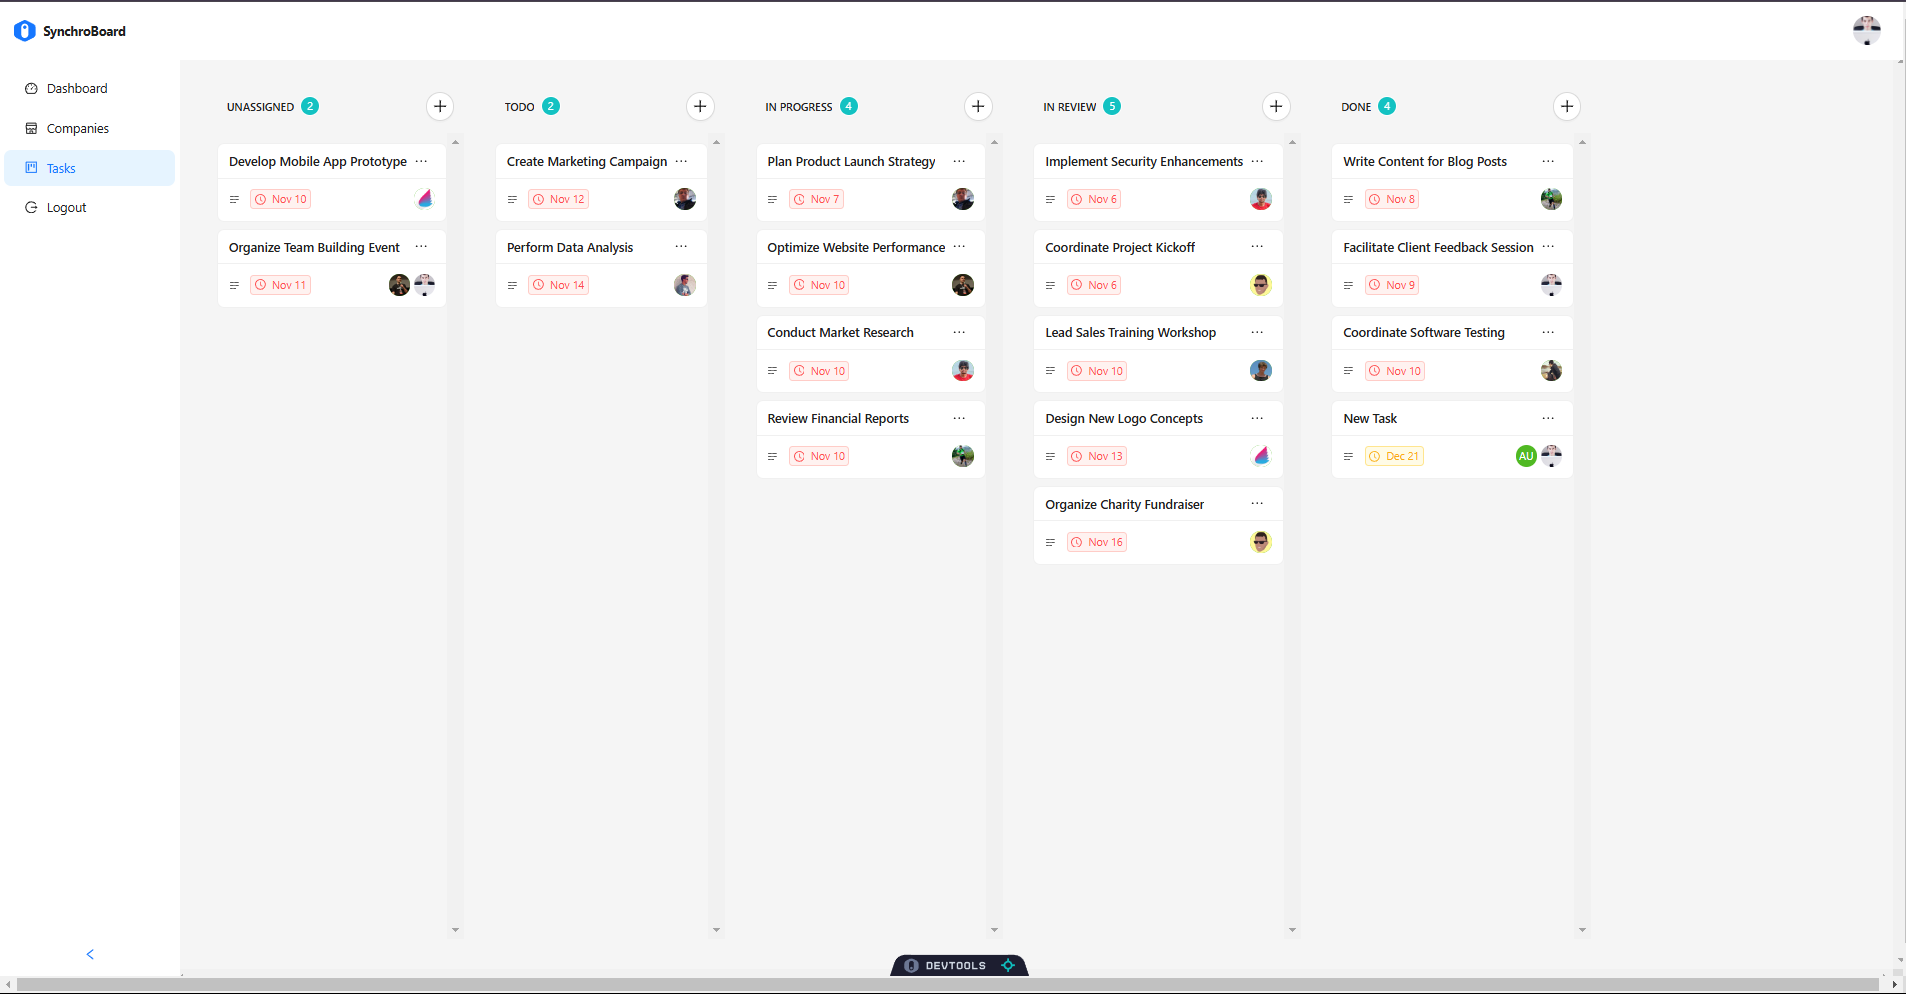 SynchroBoard
Dashboard
Companies
Tasks
Logout
UNASSIGNED 2
Develop Mobile App Prototype
Nov 10
Organize Team Building Event
Nov 11
TODO 2
Create Marketing Campaign
Nov 12
Perform Data Analysis
Nov 14
IN PROGRESS 4
Plan Product Launch Strategy
Nov 7
Optimize Website Performance
Nov 10
Conduct Market Research
Nov 10
Review Financial Reports
Nov 10
IN REVIEW 5
Implement Security Enhancements
Nov 6
Coordinate Project Kickoff
Nov 6
Lead Sales Training Workshop
Nov 10
Design New Logo Concepts
Nov 13
Organize Charity Fundraiser
Nov 16
DONE 4
Write Content for Blog Posts
Nov 8
Facilitate Client Feedback Session
Nov 9
Coordinate Software Testing
Nov 10
New Task
Dec 21 AU
DEVTOOLS